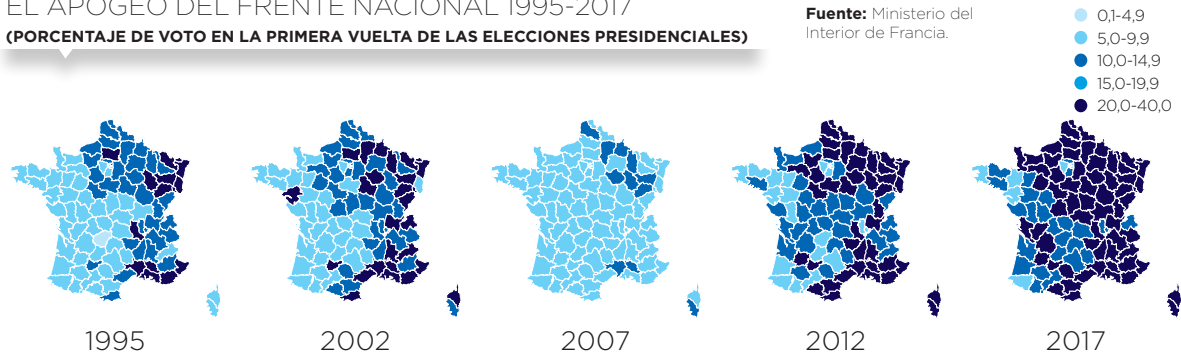 EL APOGEO DEL FRENTE NACIONAL 1995-2017
(PORCENTAJE DE VOTO EN LA PRIMERA VUELTA DE LAS ELECCIONES PRESIDENCIALES)
Fuente: Ministerio del
Interior de Francia.
0,1-4,9
5,0-9,9
10,0-14,9
15,0-19,9
20,0-40,0
1995
2002
2007
2012
2017